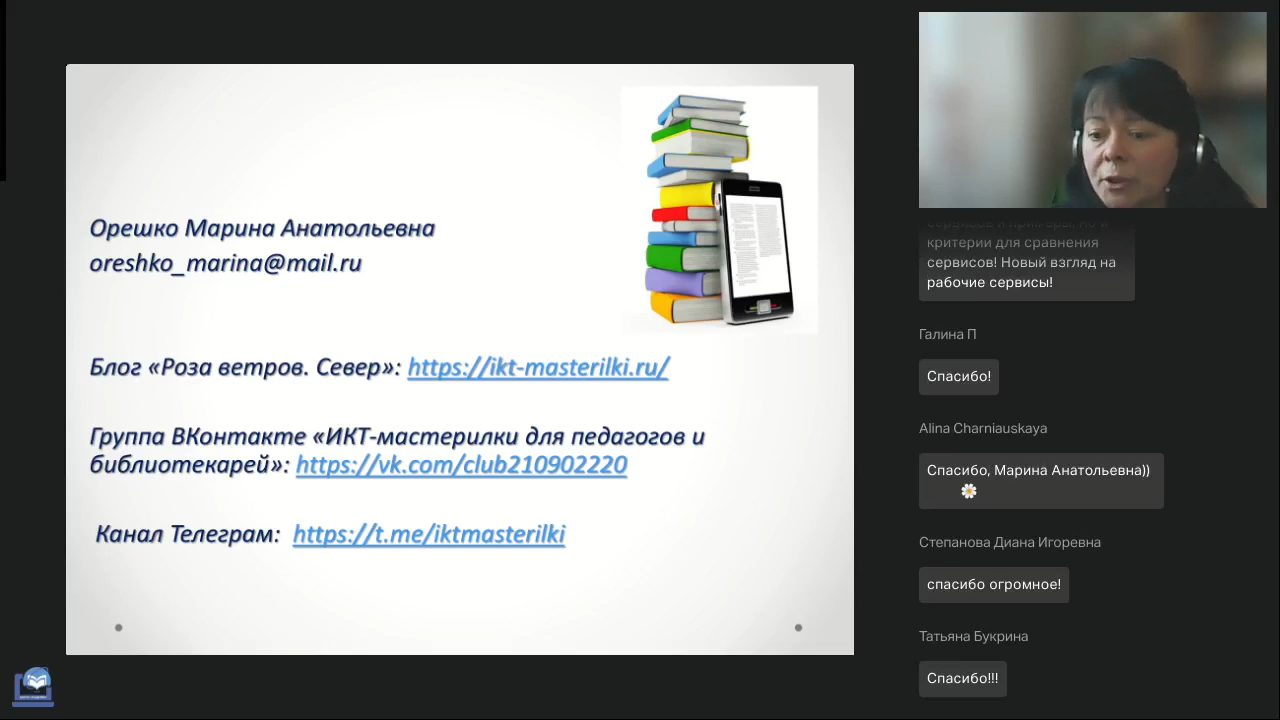 Орешко Марина Анатольевна
oreshko_marina@mail.ru
Блог «Роза ветров. Север»: https://ikt-masterilki.ru/
Группа ВКонтакте «ИКТ-мастерилки для педагогов и
библиотекарей»: https://vk.com/club210902220
Канал Телеграм: https://t.me/iktmasterilki
критерии для сравнения
сервисов! Новый взгляд на
рабочие сервисы!
Галина П
Спасибо!
Alina Charniauskaya
Спасибо, Марина Анатольевна))
Степанова Диана Игоревна
спасибо огромное!
Татьяна Букрина
Спасибо!!!